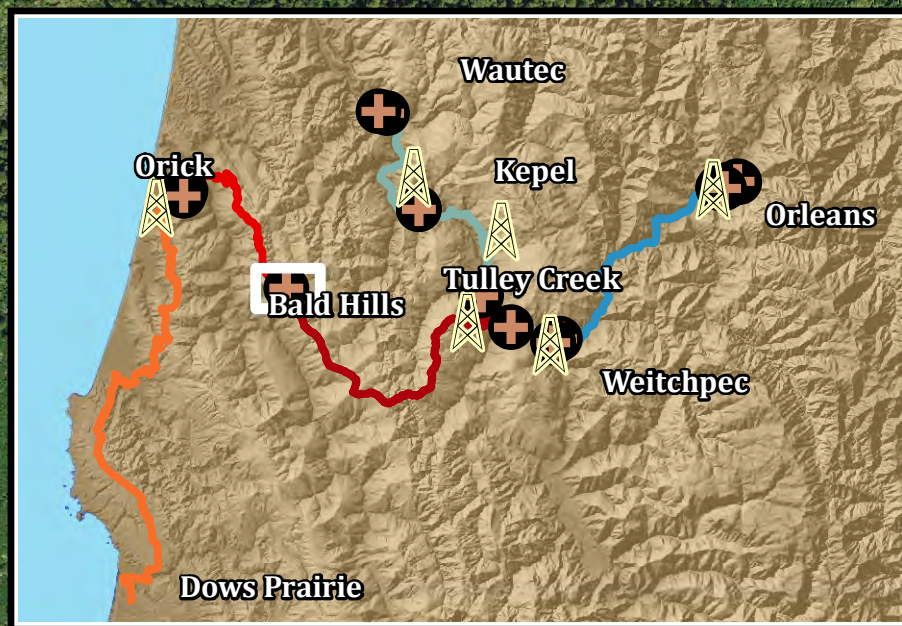 Wautec
Orick
Kepel
Orleans
Tulley Creek
Bald Hills
Weitchpec
Dows Prairie